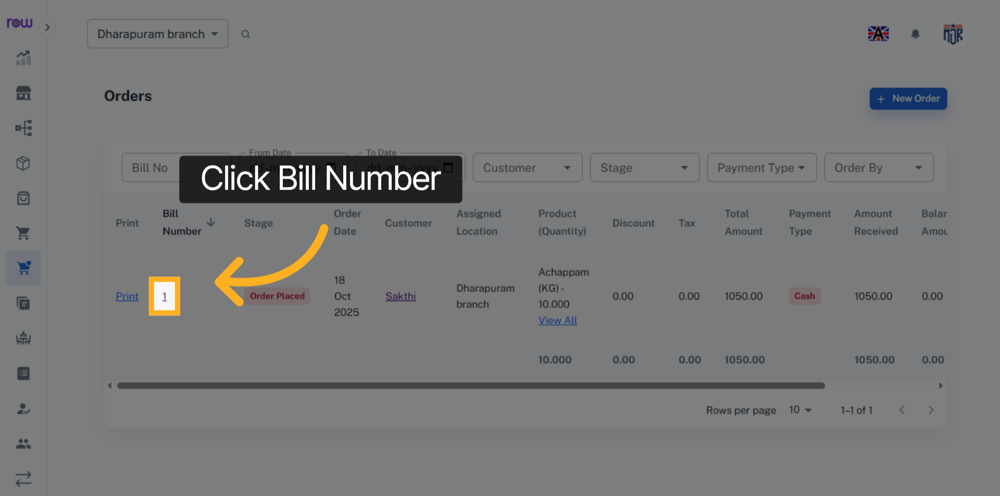 row
Dharapuram branch
A
MJR
Orders
+ New Order
Bill No
From Date
dd-mm-yyyy
To Date
dd-mm-yyyy
Customer
Stage
Payment Type
Order By
Click Bill Number
Print
Bill
Number
Stage
Order
Date
Customer
Assigned
Location
Product
(Quantity)
Discount
Tax
Total
Amount
Payment
Type
Amount
Received
Balar
Amou
Print
1
Order Placed
18
Oct
2025
Sakthi
Dharapuram
branch
Achappam
(KG) -
10.000
View All
0.00
0.00
1050.00
Cash
1050.00
0.00
10.000
0.00
0.00
1050.00
1050.00
0.00
Rows per page
10
1–1 of 1